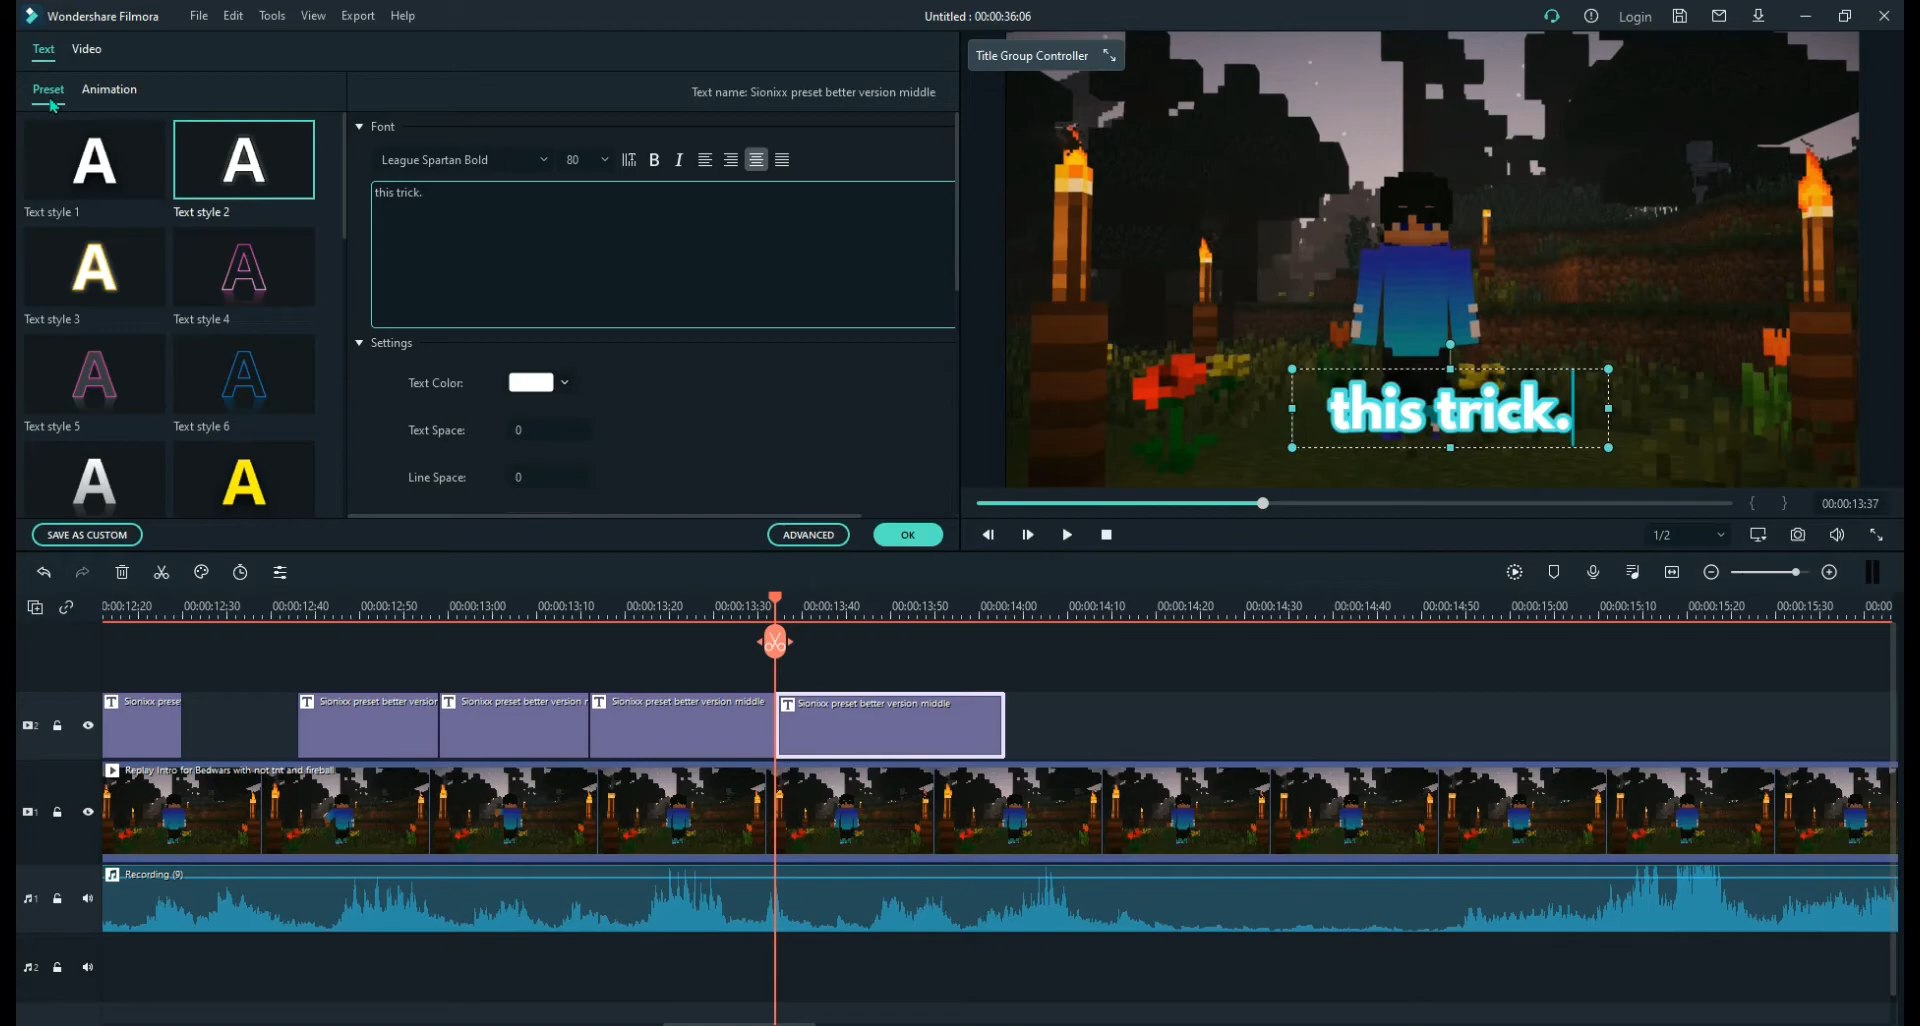 Wondershare Filmora File Edit Tools View Export Help Untitled : 00:00:36:06 Login
Text Video
Title Group Controller
Preset Animation
Text name: Sionixx preset better version middle
Font
League Spartan Bold 80 B I
this trick.
Text style 1 Text style 2
Text style 3 Text style 4
Text style 5 Text style 6
Settings
Text Color:
Text Space: 0
Line Space: 0
this trick.
00:00:13:37
SAVE AS CUSTOM ADVANCED OK
1/2
0:00:12:20 00:00:12:30 00:00:12:40 00:00:12:50 00:00:13:00 00:00:13:10 00:00:13:20 00:00:13:30 00:00:13:40 00:00:13:50 00:00:14:00 00:00:14:10 00:00:14:20 00:00:14:30 00:00:14:40 00:00:14:50 00:00:15:00 00:00:15:10 00:00:15:20 00:00:15:30 00:00
Sionixx prese Sionixx preset better version Sionixx preset better version Sionixx preset better version middle Sionixx preset better version middle
2
Replay Intro for Bedwars with not tnt and fireball
1
Recording (9)
1
2